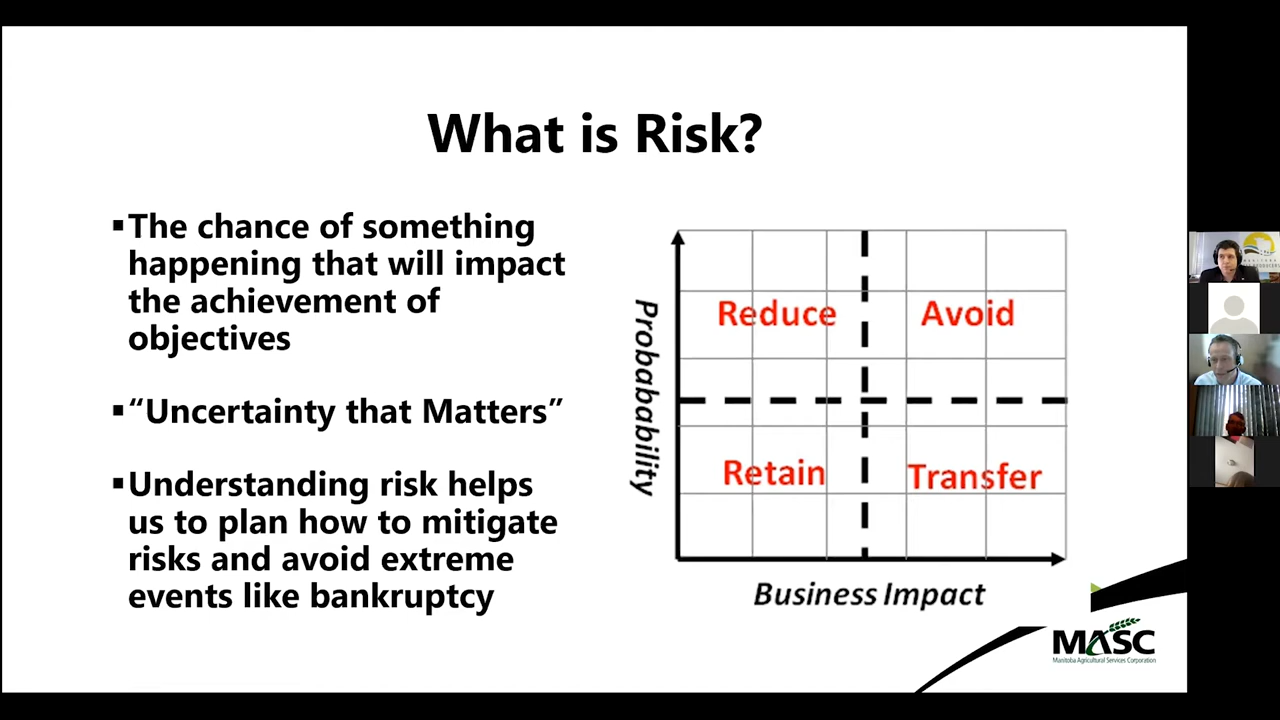 What is Risk?
▪The chance of something
happening that will impact
the achievement of
objectives
▪“Uncertainty that Matters”
▪Understanding risk helps
us to plan how to mitigate
risks and avoid extreme
events like bankruptcy
Probabability
Reduce
Avoid
Retain
Transfer
Business Impact
MASC
Manitoba Agricultural Services Corporation